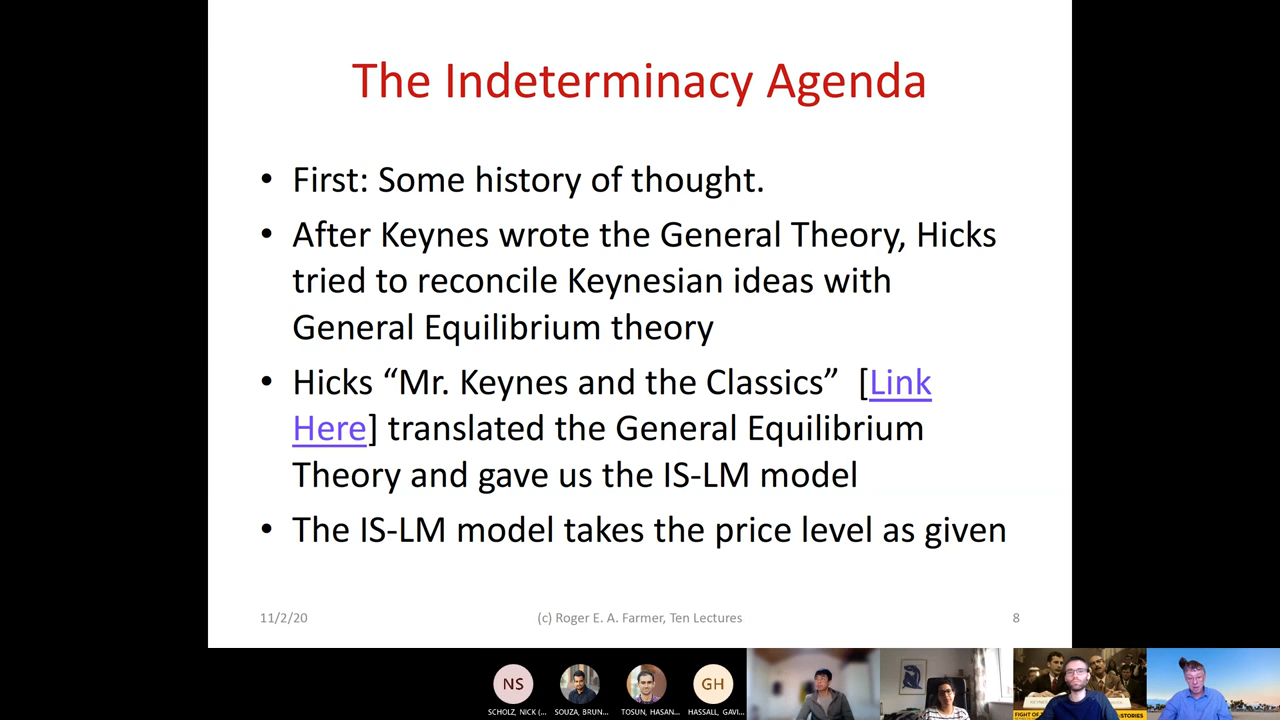 The Indeterminacy Agenda
• First: Some history of thought.
• After Keynes wrote the General Theory, Hicks
tried to reconcile Keynesian ideas with
General Equilibrium theory
• Hicks “Mr. Keynes and the Classics” [Link
Here] translated the General Equilibrium
Theory and gave us the IS-LM model
• The IS-LM model takes the price level as given
11/2/20
(c) Roger E. A. Farmer, Ten Lectures
8
NS
GH
SCHOLZ, NICK (...
SOUZA, BRUN...
TOSUN, HASAN...
HASSALL, GAVI...
FIGHT OF
STORIES